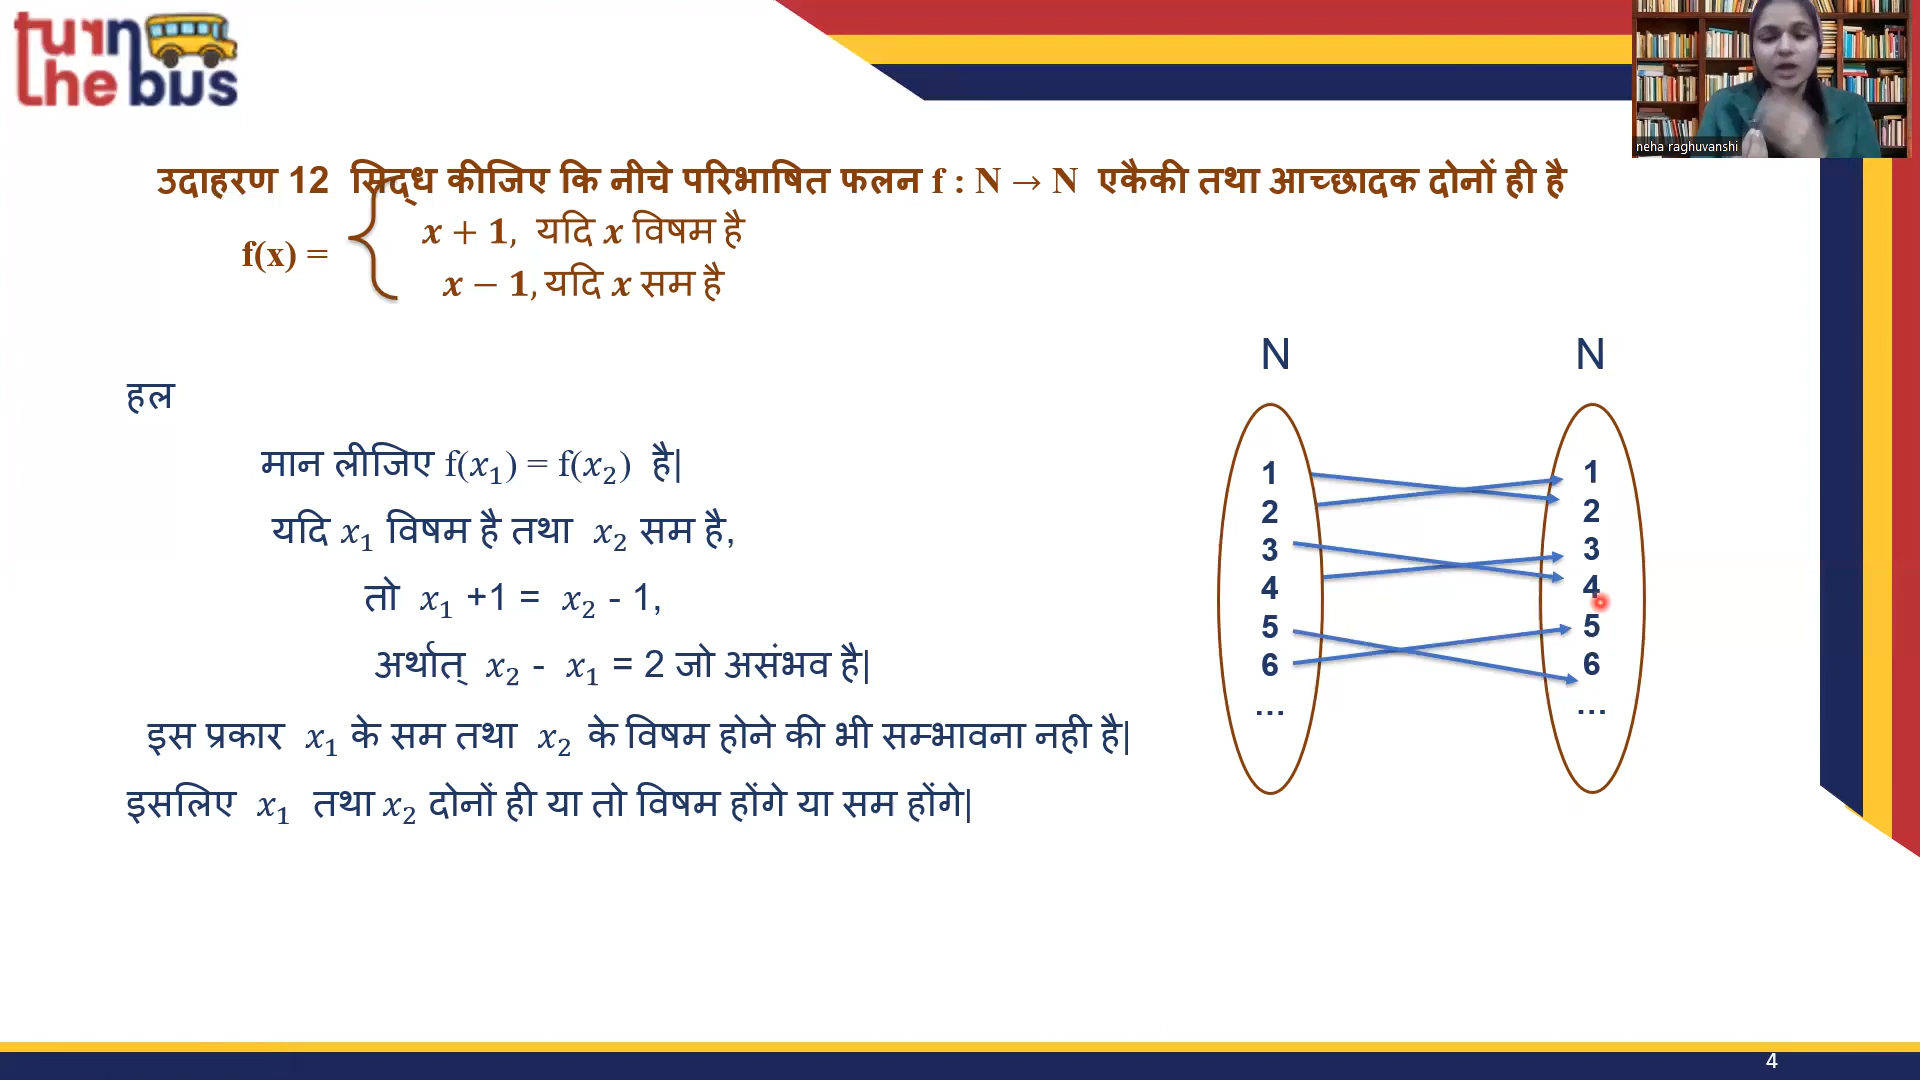 turn
the bus
neha raghuvanshi
उदाहरण 12 सिद्ध कीजिए कि नीचे परिभाषित फलन f : N → N एकैकी तथा आच्छादक दोनों ही है
f(x) =
x + 1, यदि x विषम है
x − 1, यदि x सम है
हल
मान लीजिए f(x₁) = f(x₂) है|
यदि x₁ विषम है तथा x₂ सम है,
तो x₁ +1 = x₂ - 1,
अर्थात् x₂ - x₁ = 2 जो असंभव है|
इस प्रकार x₁ के सम तथा x₂ के विषम होने की भी सम्भावना नही है|
इसलिए x₁ तथा x₂ दोनों ही या तो विषम होंगे या सम होंगे|
N N
1 1
2 2
3 3
4 4
5 5
6 6
... ...
4